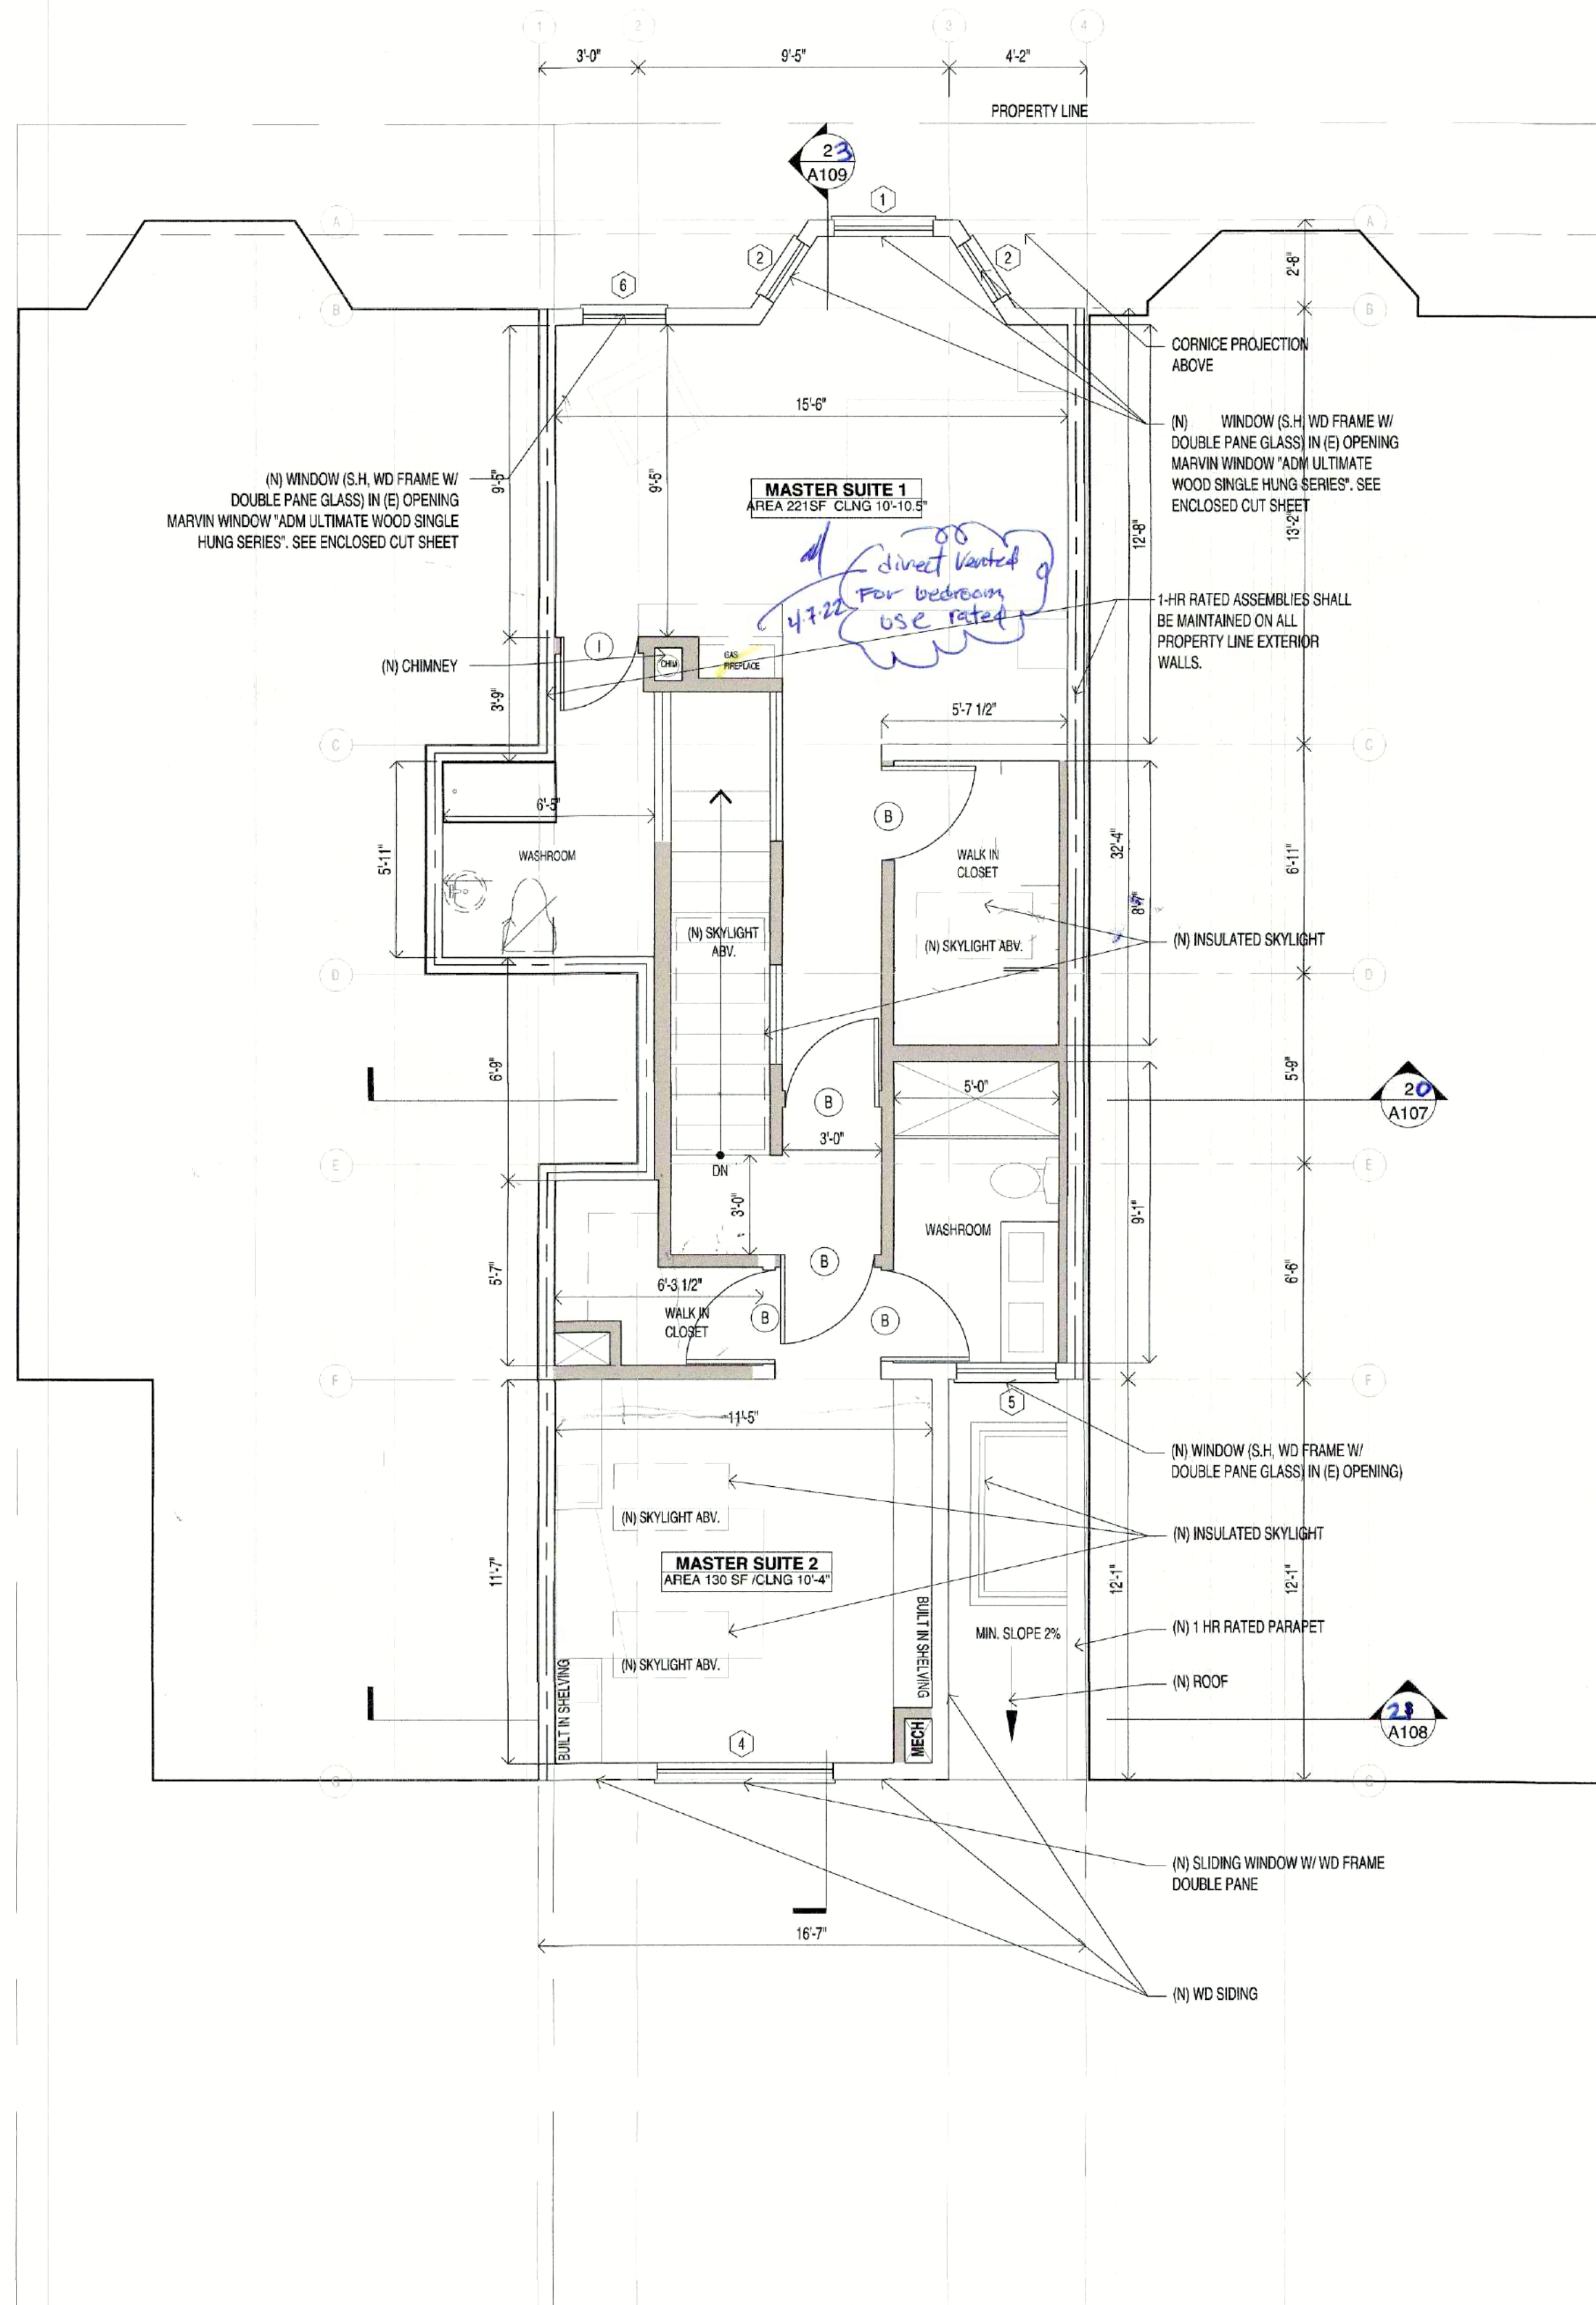 1
2
3
4
3'-0"
9'-5"
4'-2"
PROPERTY LINE
23
A109
1
2
2
6
A
A
B
B
2'-8"
CORNICE PROJECTION
ABOVE
15'-6"
(N) WINDOW (S.H, WD FRAME W/
DOUBLE PANE GLASS) IN (E) OPENING
MARVIN WINDOW "ADM ULTIMATE
WOOD SINGLE HUNG SERIES". SEE
ENCLOSED CUT SHEET
(N) WINDOW (S.H, WD FRAME W/
DOUBLE PANE GLASS) IN (E) OPENING
MARVIN WINDOW "ADM ULTIMATE WOOD SINGLE
HUNG SERIES". SEE ENCLOSED CUT SHEET
9'-5"
9'-5"
MASTER SUITE 1
AREA 221SF CLNG 10'-10.5"
12'-8"
13'-2"
direct vented
For bedroom
use rated
4.7.22
1-HR RATED ASSEMBLIES SHALL
BE MAINTAINED ON ALL
PROPERTY LINE EXTERIOR
WALLS.
I
(N) CHIMNEY
CHIM
GAS
FIREPLACE
3'-9"
5'-7 1/2"
C
C
6'-5"
B
5'-11"
WASHROOM
WALK IN
CLOSET
32'-4"
6'-11"
(N) SKYLIGHT
ABV.
(N) SKYLIGHT ABV.
(N) INSULATED SKYLIGHT
D
D
6'-9"
5'-0"
5'-9"
20
A107
B
3'-0"
E
E
DN
3'-0"
9'-1"
WASHROOM
5'-7"
6'-3 1/2"
B
6'-6"
WALK IN
CLOSET
B
B
F
F
5
11'-5"
(N) WINDOW (S.H, WD FRAME W/
DOUBLE PANE GLASS) IN (E) OPENING)
(N) SKYLIGHT ABV.
(N) INSULATED SKYLIGHT
11'-7"
MASTER SUITE 2
AREA 130 SF /CLNG 10'-4"
12'-1"
12'-1"
BUILT IN SHELVING
MIN. SLOPE 2%
(N) 1 HR RATED PARAPET
(N) SKYLIGHT ABV.
(N) ROOF
BUILT IN SHELVING
MECH
4
A108
G
G
(N) SLIDING WINDOW W/ WD FRAME
DOUBLE PANE
16'-7"
(N) WD SIDING